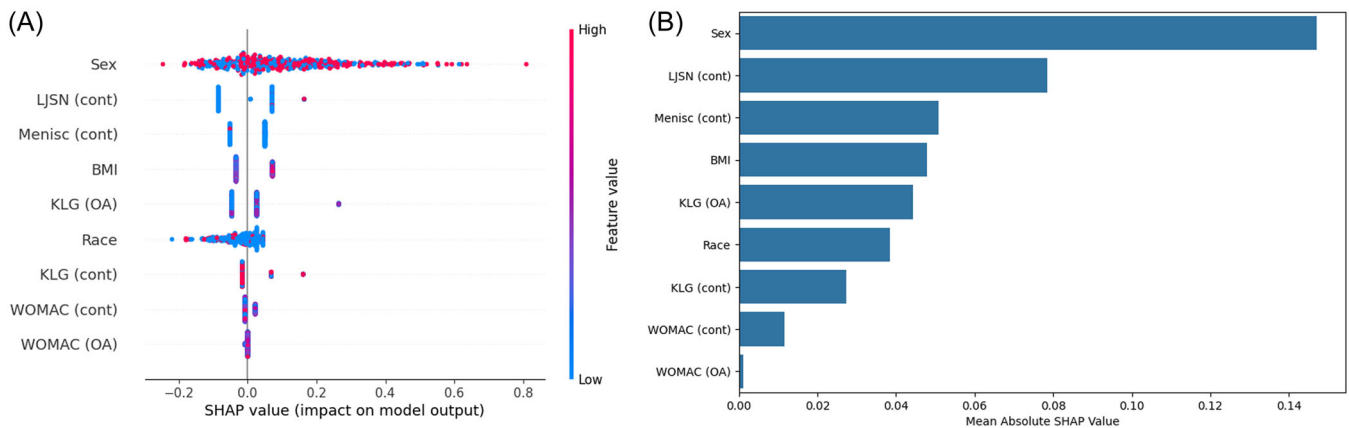 (A)
High
Sex
LJSN (cont)
Menisc (cont)
BMI
KLG (OA)
Race
KLG (cont)
WOMAC (cont)
WOMAC (OA)
Feature value
Low
−0.2 0.0 0.2 0.4 0.6 0.8
SHAP value (impact on model output)
(B)
Sex
LJSN (cont)
Menisc (cont)
BMI
KLG (OA)
Race
KLG (cont)
WOMAC (cont)
WOMAC (OA)
0.00 0.02 0.04 0.06 0.08 0.10 0.12 0.14
Mean Absolute SHAP Value